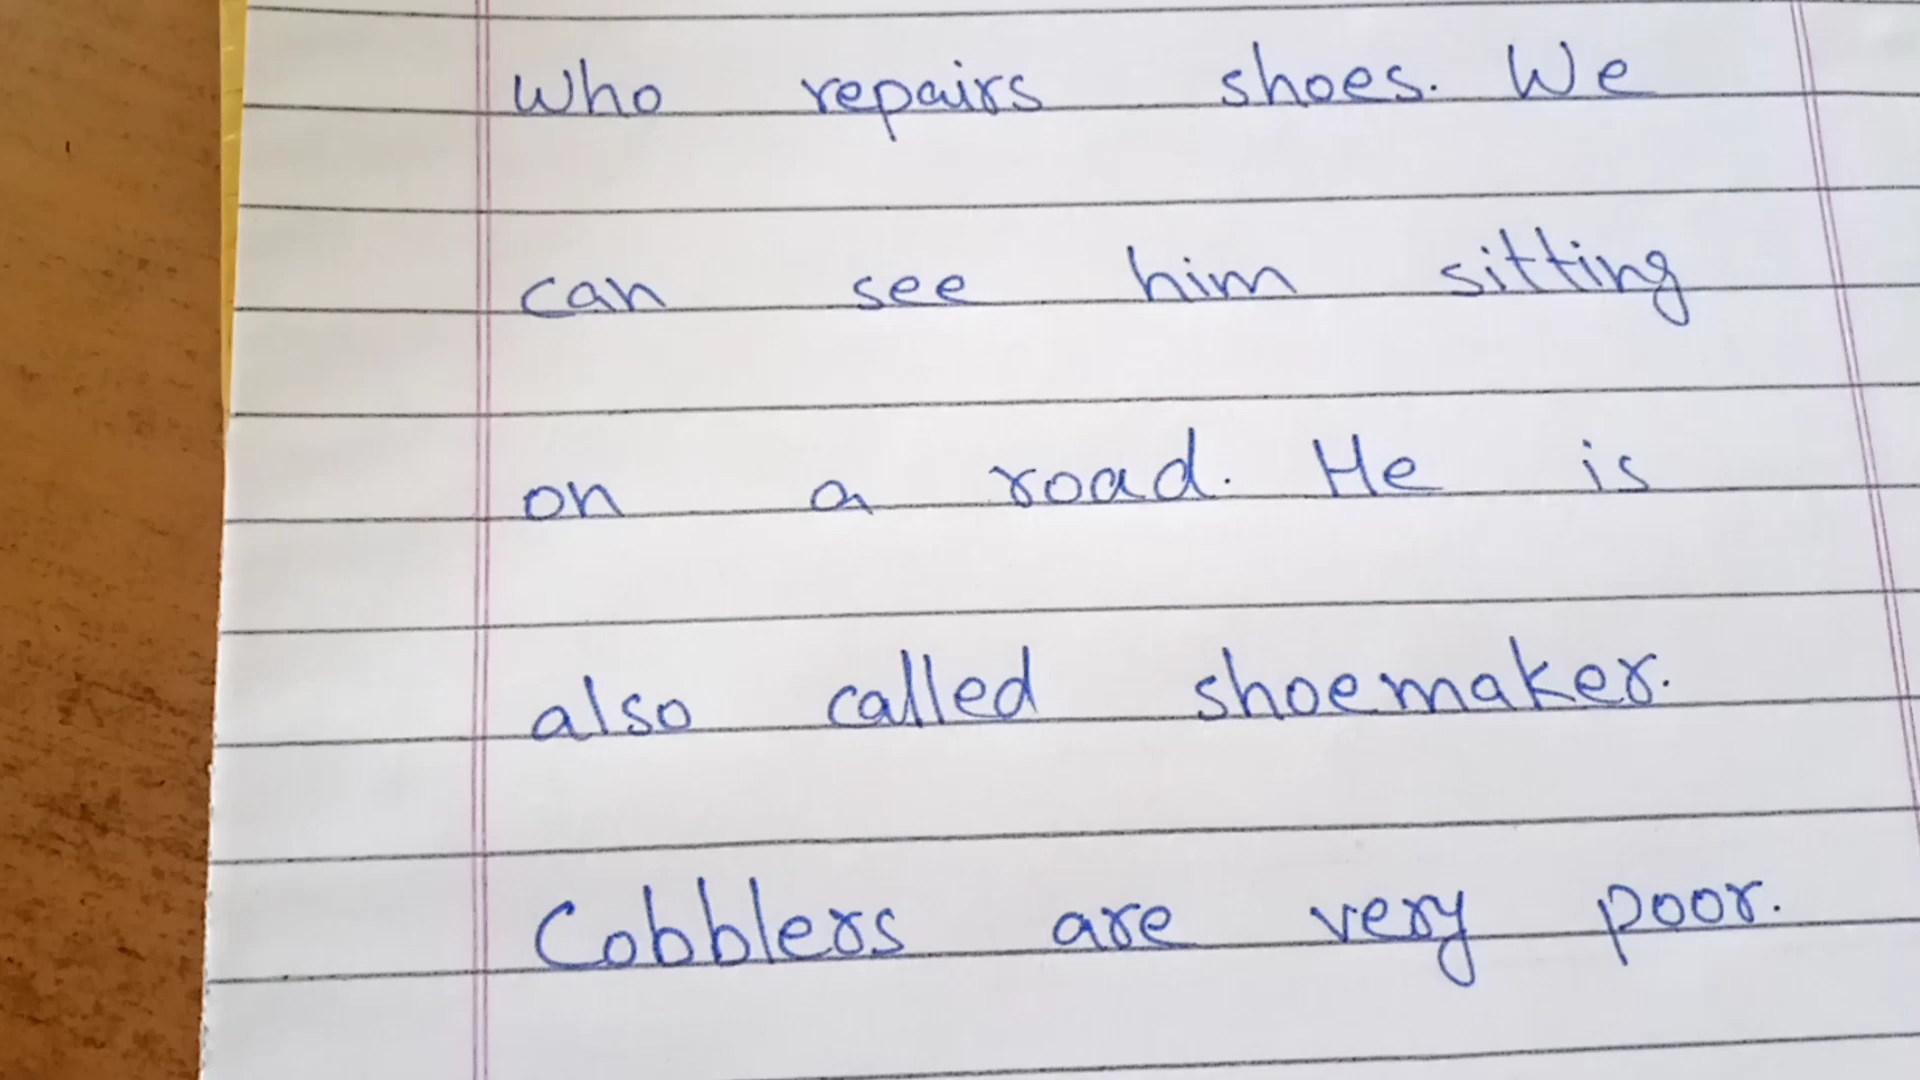 who repairs shoes. We
can see him sitting
on a road. He is
also called shoemaker.
Cobblers are very poor.